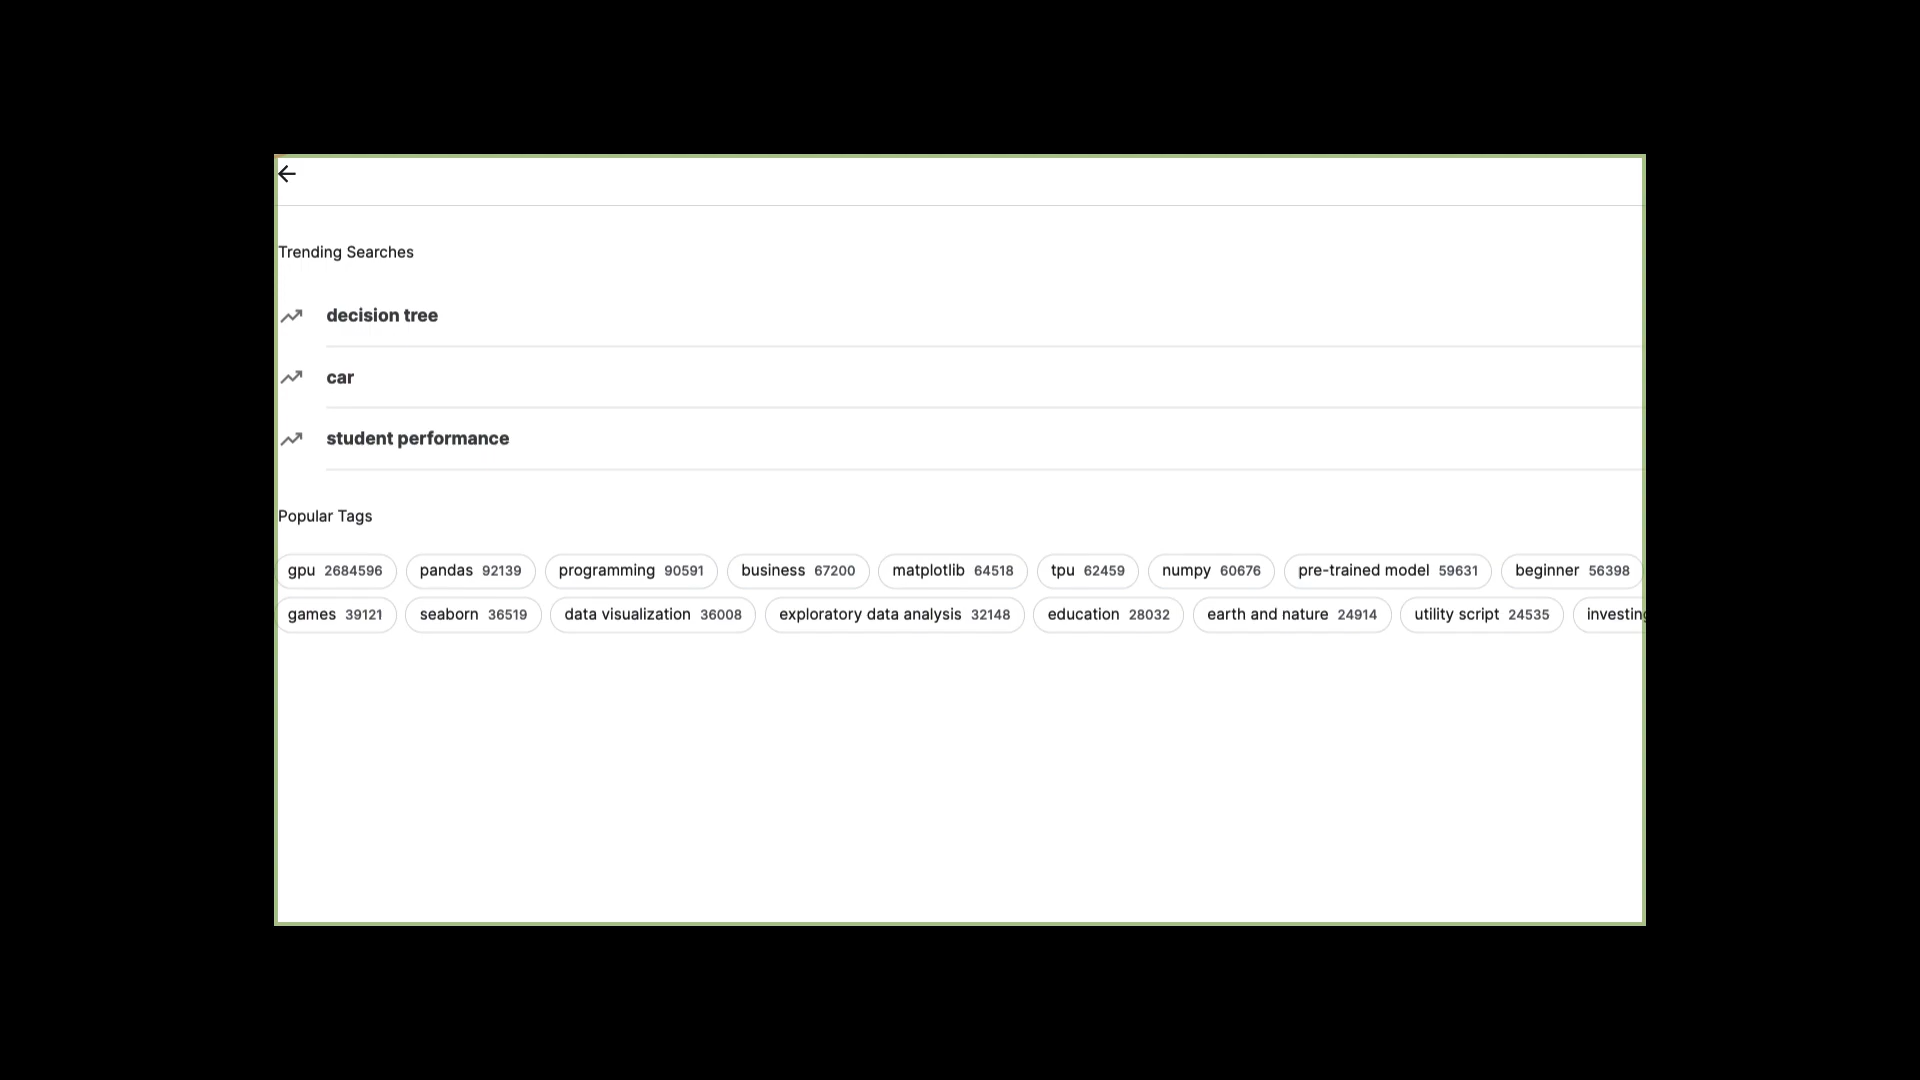 Trending Searches
decision tree
car
student performance
Popular Tags
gpu 2684596 pandas 92139 programming 90591 business 67200 matplotlib 64518 tpu 62459 numpy 60676 pre-trained model 59631 beginner 56398
games 39121 seaborn 36519 data visualization 36008 exploratory data analysis 32148 education 28032 earth and nature 24914 utility script 24535 investing